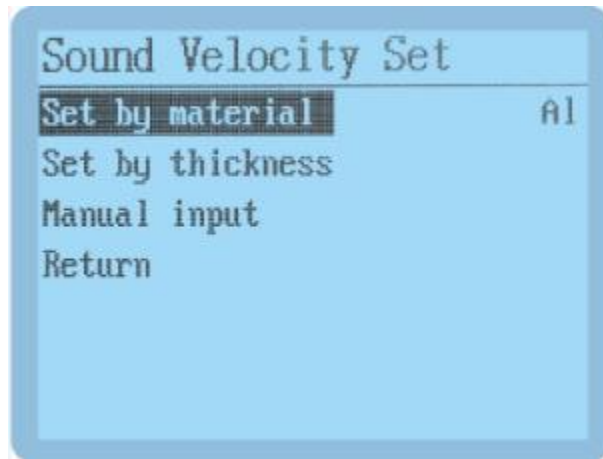 Sound Velocity Set
Set by material Al
Set by thickness
Manual input
Return